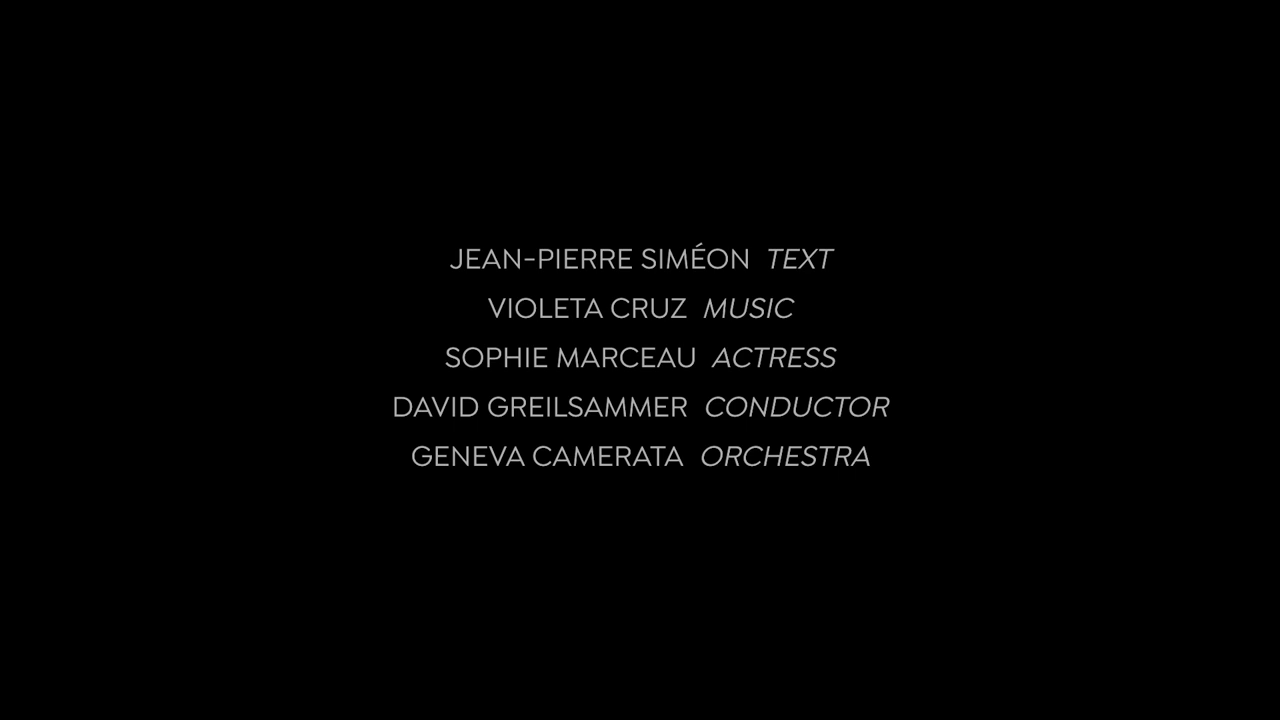 JEAN-PIERRE SIMÉON TEXT
VIOLETA CRUZ MUSIC
SOPHIE MARCEAU ACTRESS
DAVID GREILSAMMER CONDUCTOR
GENEVA CAMERATA ORCHESTRA